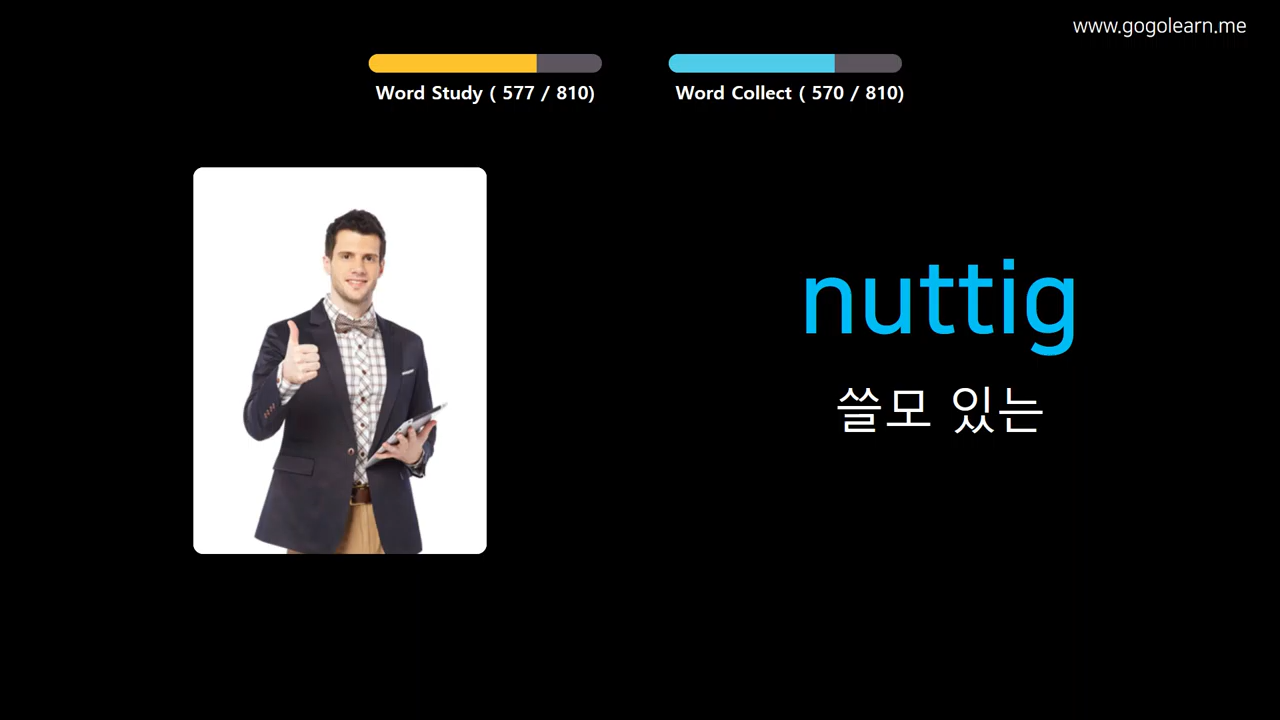 www.gogolearn.me
Word Study ( 577 / 810)
Word Collect ( 570 / 810)
nuttig
쓸모 있는